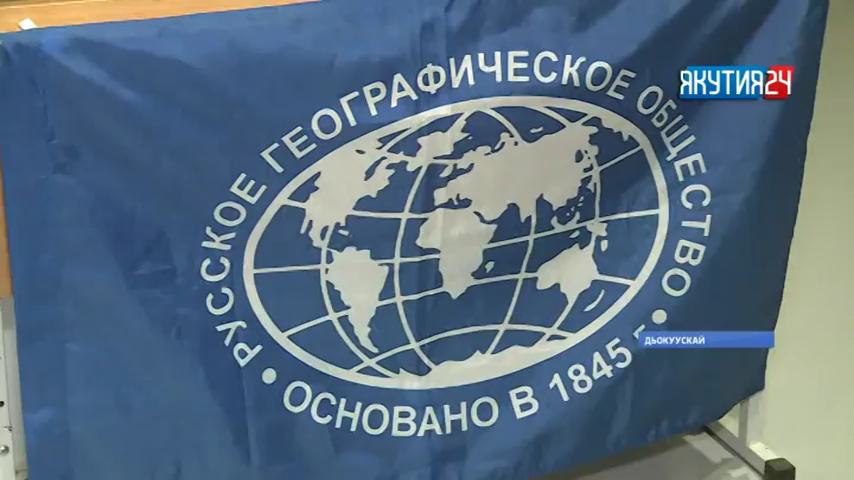 РУССКОЕ ГЕОГРАФИЧЕСКОЕ ОБЩЕСТВО
ОСНОВАНО В 1845
ЯКУТИЯ24
ДЬОКУУСКАЙ